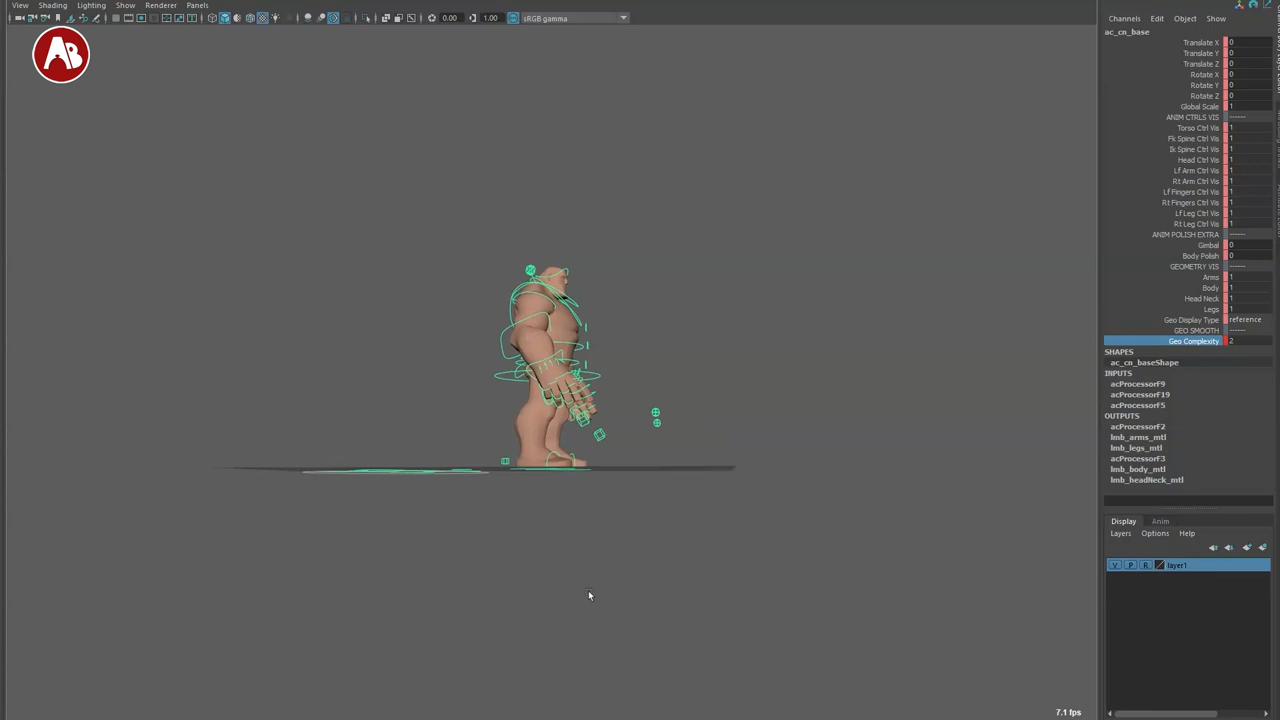 View Shading Lighting Show Renderer Panels
0.00 1.00 sRGB gamma
AB
Channels Edit Object Show
ac_cn_base
Translate X 0
Translate Y 0
Translate Z 0
Rotate X 0
Rotate Y 0
Rotate Z 0
Global Scale 1
ANIM CTRLS VIS ------
Torso Ctrl Vis 1
Fk Spine Ctrl Vis 1
Ik Spine Ctrl Vis 1
Head Ctrl Vis 1
Lf Arm Ctrl Vis 1
Rt Arm Ctrl Vis 1
Lf Fingers Ctrl Vis 1
Rt Fingers Ctrl Vis 1
Lf Leg Ctrl Vis 1
Rt Leg Ctrl Vis 1
ANIM POLISH EXTRA ------
Gimbal 0
Body Polish 0
GEOMETRY VIS ------
Arms 1
Body 1
Head Neck 1
Legs 1
Geo Display Type reference
GEO SMOOTH ------
Geo Complexity 2
SHAPES
ac_cn_baseShape
INPUTS
acProcessorF9
acProcessorF19
acProcessorF5
OUTPUTS
acProcessorF2
lmb_arms_mtl
lmb_legs_mtl
acProcessorF3
lmb_body_mtl
lmb_headNeck_mtl
Display Anim
Layers Options Help
V P R layer1
7.1 fps